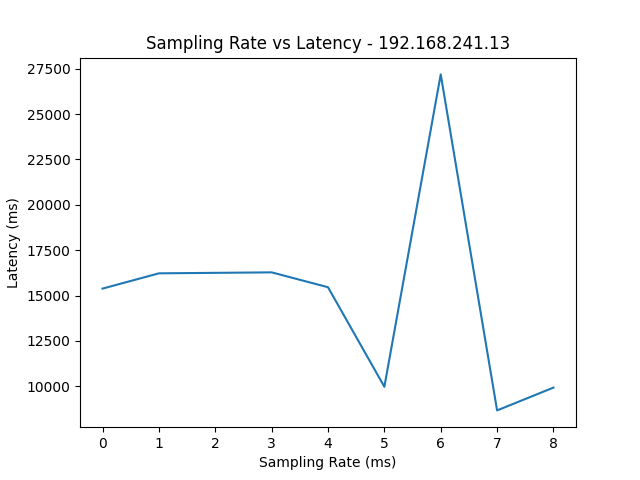 Sampling Rate vs Latency - 192.168.241.13
27500
25000
22500
20000
17500
15000
12500
10000
Latency (ms)
0 1 2 3 4 5 6 7 8
Sampling Rate (ms)